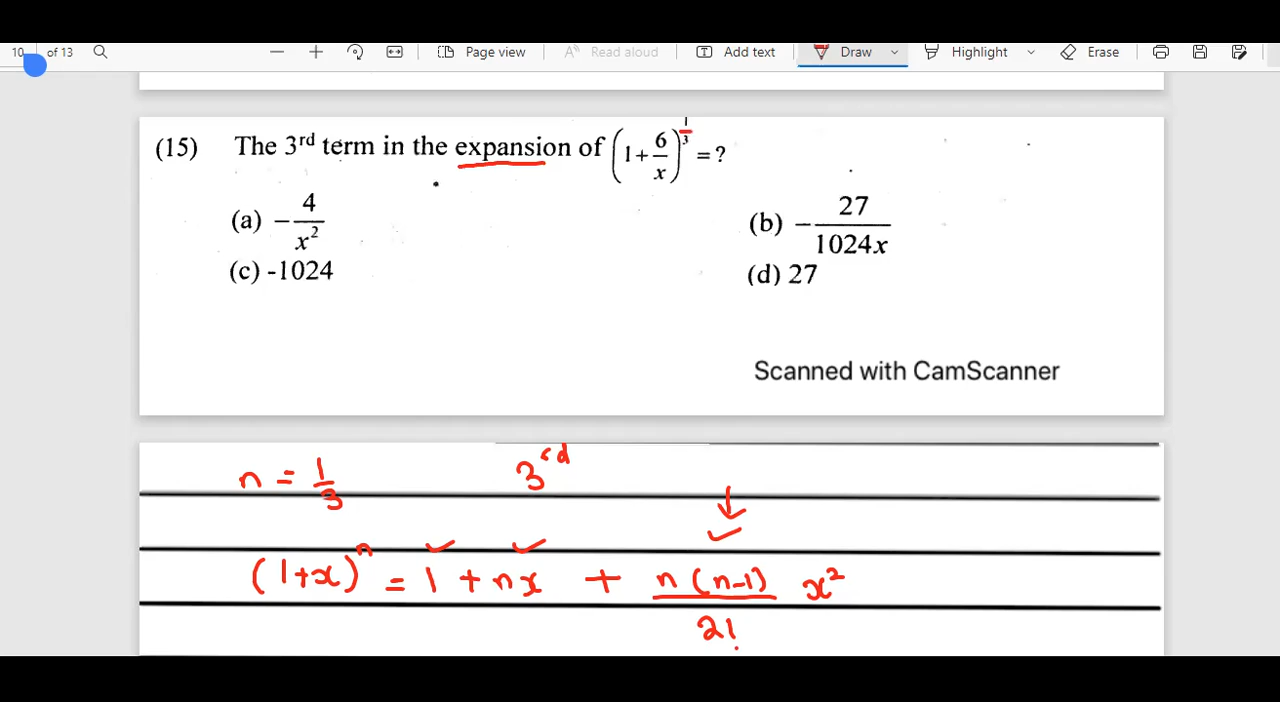 10 of 13 Page view Read aloud Add text Draw Highlight Erase
(15) The 3rd term in the expansion of (1+6/x)^(1/3) = ?
(a) -4/x²
(b) -27/1024x
(c) -1024
(d) 27
Scanned with CamScanner
n = 1/3 3rd
(1+x)^n = 1 + nx + n(n-1)/2! x²